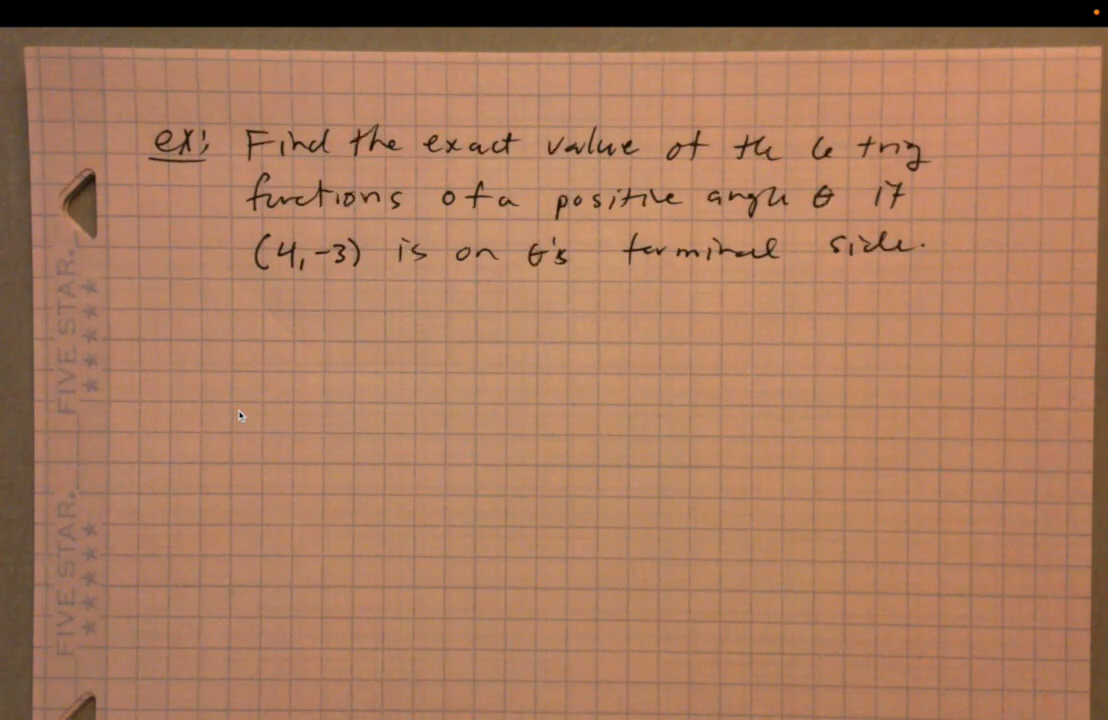 ex: Find the exact value of the 6 trig
functions of a positive angle θ if
(4,-3) is on θ's terminal side.
FIVE STAR.
FIVE STAR.